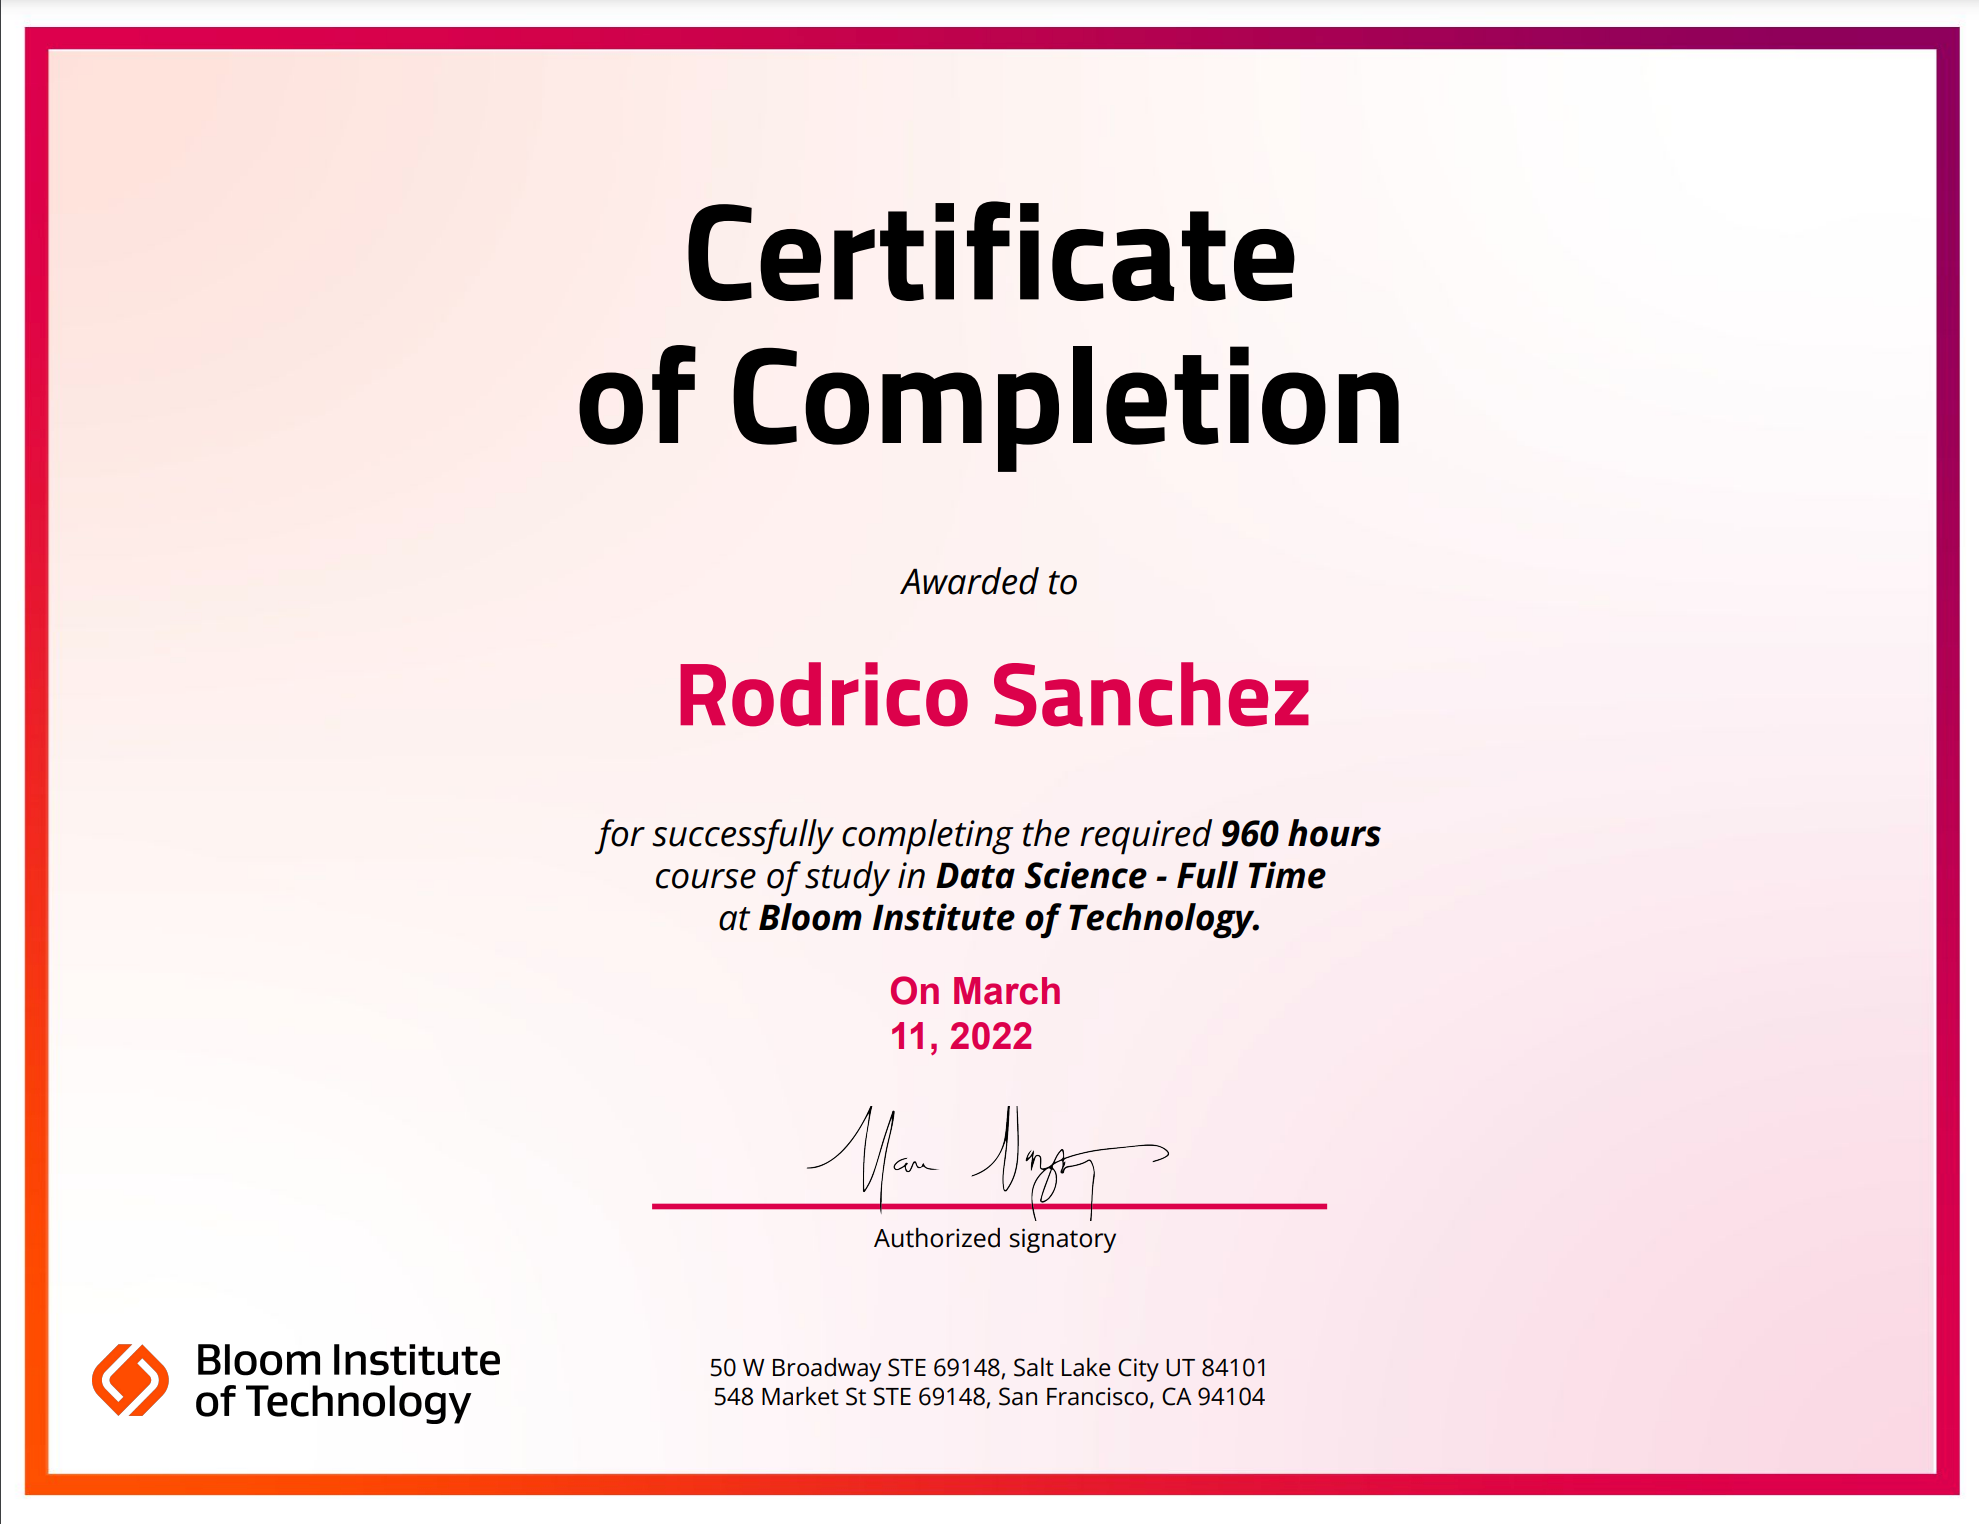 Certificate
of Completion
Awarded to
Rodrico Sanchez
for successfully completing the required 960 hours
course of study in Data Science - Full Time
at Bloom Institute of Technology.
On March
11, 2022
Authorized signatory
Bloom Institute
of Technology
50 W Broadway STE 69148, Salt Lake City UT 84101
548 Market St STE 69148, San Francisco, CA 94104